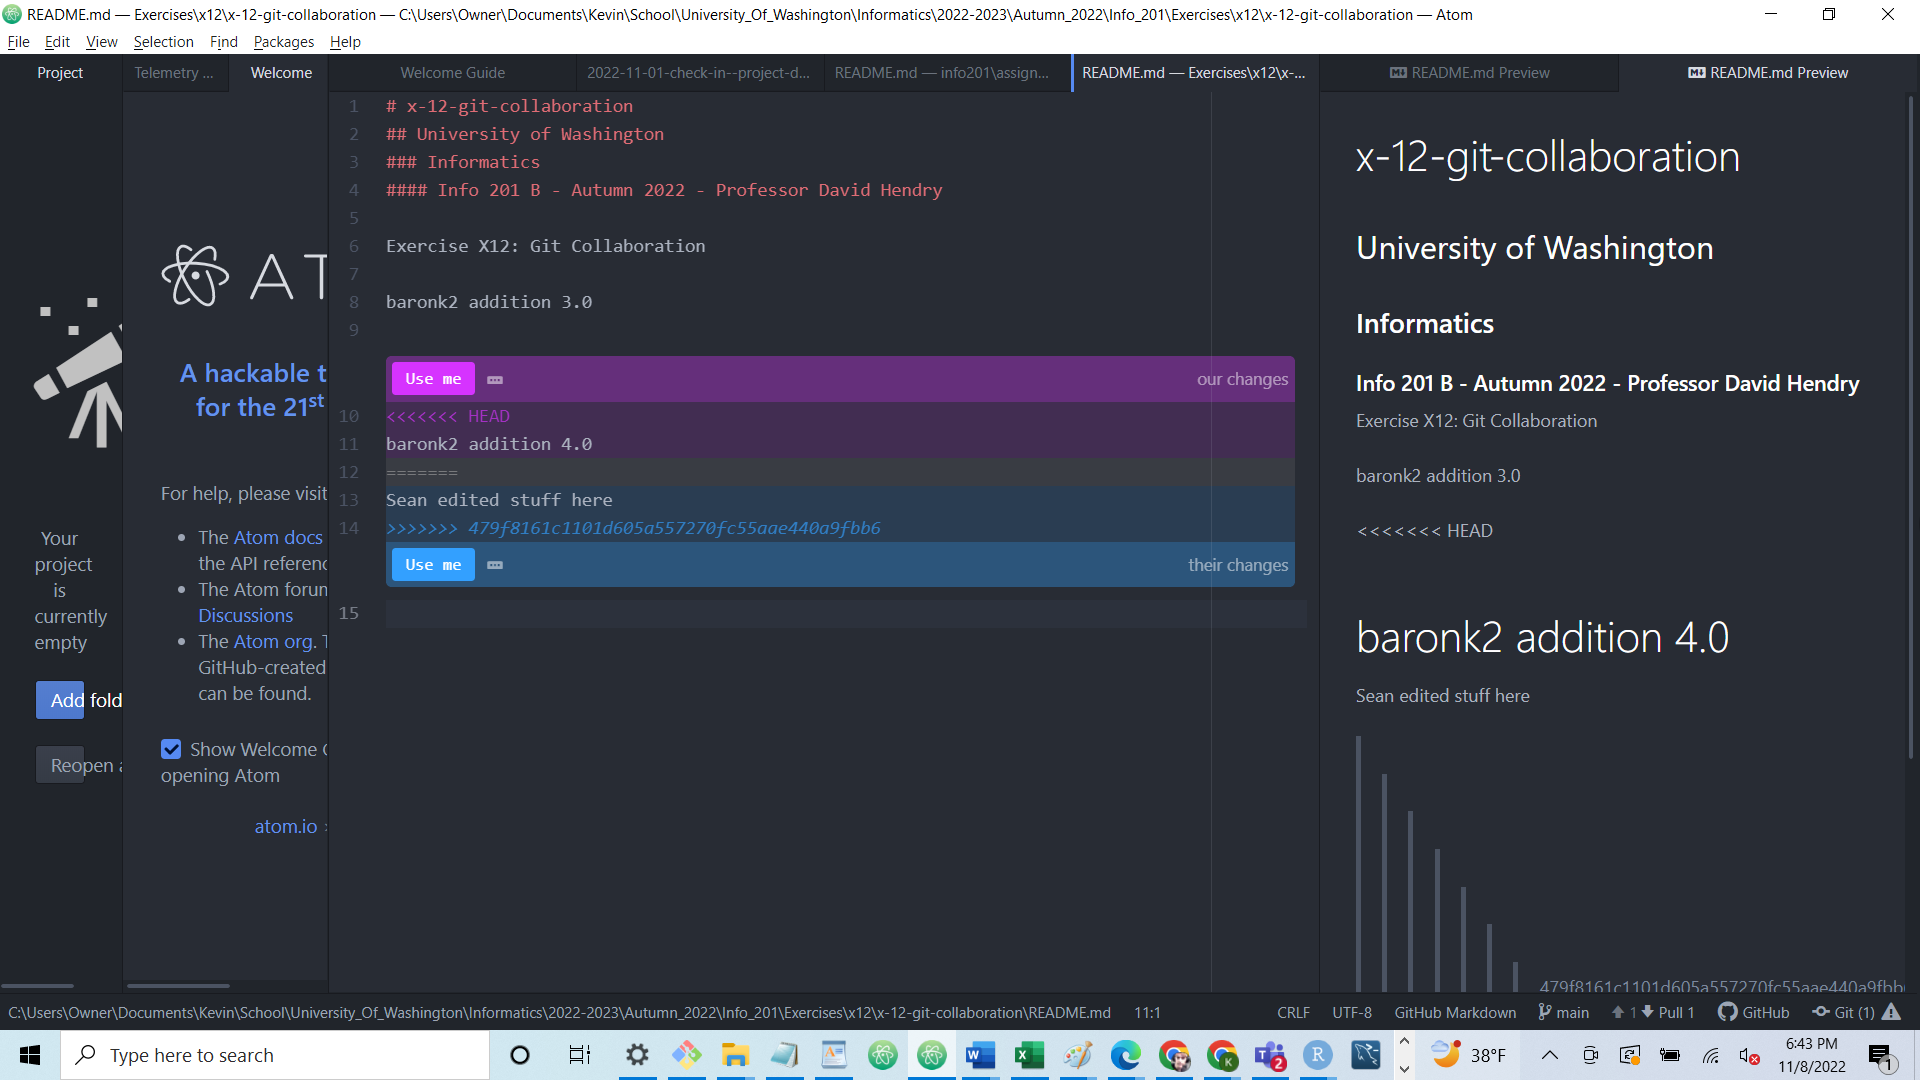 README.md — Exercises\x12\x-12-git-collaboration — C:\Users\Owner\Documents\Kevin\School\University_Of_Washington\Informatics\2022-2023\Autumn_2022\Info_201\Exercises\x12\x-12-git-collaboration — Atom
File Edit View Selection Find Packages Help
Project
Telemetry ...
Welcome
Welcome Guide
2022-11-01-check-in--project-d...
README.md — info201\assign...
README.md — Exercises\x12\x-...
README.md Preview
README.md Preview
Your
project
is
currently
empty
Add fold
Reopen a
AT
A hackable t
for the 21st
For help, please visit
The Atom docs
the API referenc
The Atom forum
Discussions
The Atom org. T
GitHub-created
can be found.
Show Welcome G
opening Atom
atom.io
1 # x-12-git-collaboration
2 ## University of Washington
3 ### Informatics
4 #### Info 201 B - Autumn 2022 - Professor David Hendry
5
6 Exercise X12: Git Collaboration
7
8 baronk2 addition 3.0
9
Use me our changes
10 <<<<<<< HEAD
11 baronk2 addition 4.0
12 =======
13 Sean edited stuff here
14 >>>>>>> 479f8161c1101d605a557270fc55aae440a9fbb6
Use me their changes
15
x-12-git-collaboration
University of Washington
Informatics
Info 201 B - Autumn 2022 - Professor David Hendry
Exercise X12: Git Collaboration
baronk2 addition 3.0
<<<<<<< HEAD
baronk2 addition 4.0
Sean edited stuff here
479f8161c1101d605a557270fc55aae440a9fbb
C:\Users\Owner\Documents\Kevin\School\University_Of_Washington\Informatics\2022-2023\Autumn_2022\Info_201\Exercises\x12\x-12-git-collaboration\README.md 11:1 CRLF UTF-8 GitHub Markdown main 1 Pull 1 GitHub Git (1)
Type here to search
2
38°F
6:43 PM
11/8/2022
1